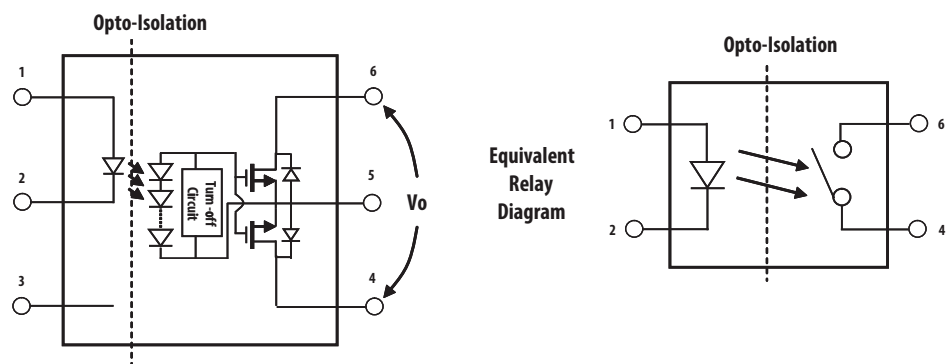 Opto-Isolation
1
2
3
Turn-off
Circuit
6
5
4
Vo
Equivalent
Relay
Diagram
Opto-Isolation
1
2
6
4